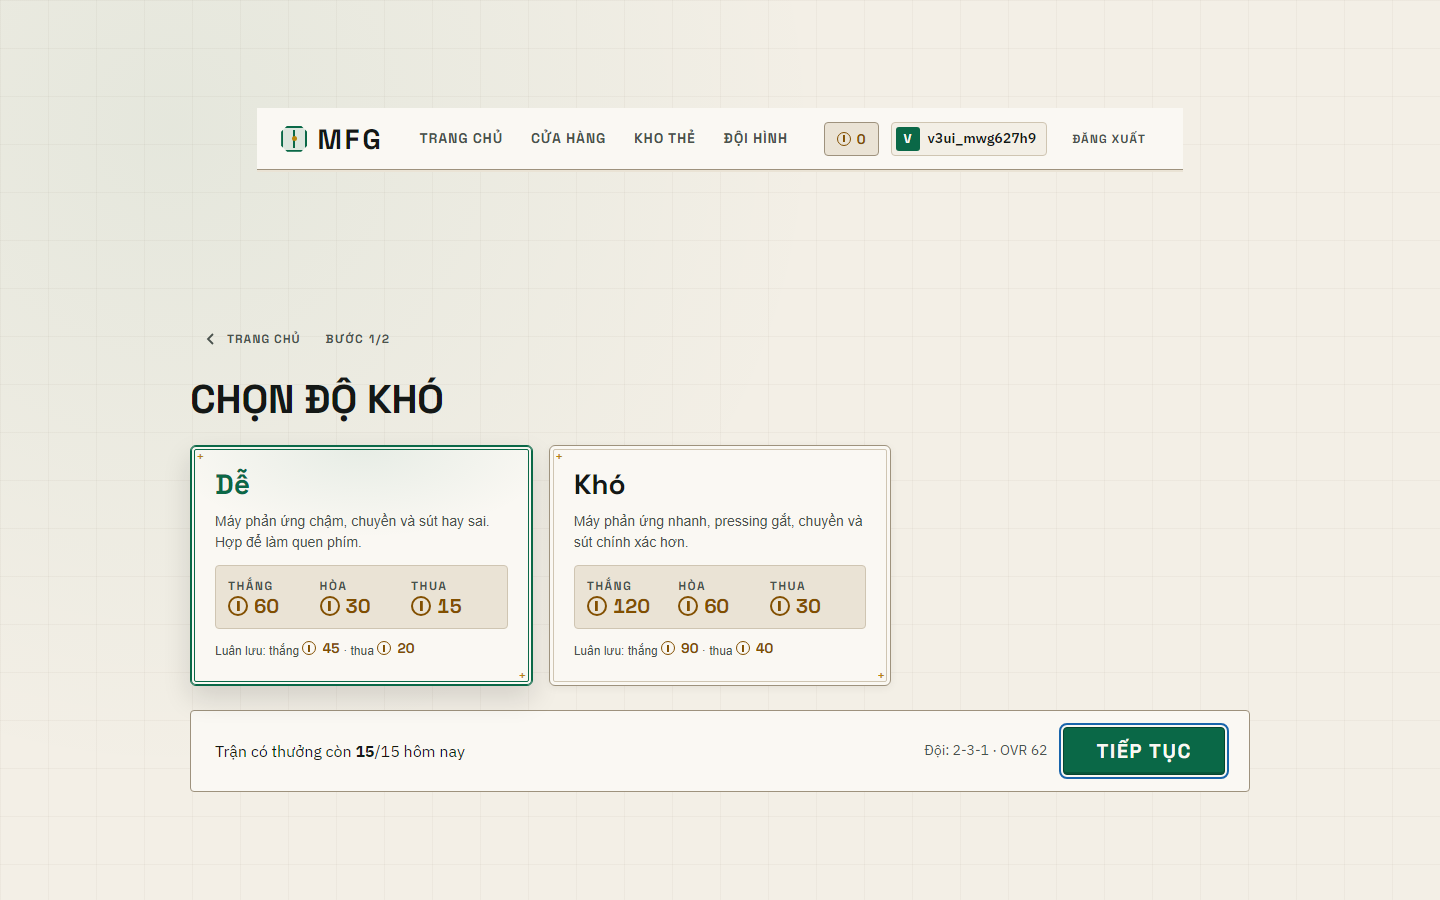 MFG
TRANG CHỦ
CỬA HÀNG
KHO THẺ
ĐỘI HÌNH
0
V
v3ui_mwg627h9
ĐĂNG XUẤT
TRANG CHỦ
BƯỚC 1/2
CHỌN ĐỘ KHÓ
Dễ
Máy phản ứng chậm, chuyền và sút hay sai.
Hợp để làm quen phím.
THẮNG HÒA THUA
60 30 15
Luân lưu: thắng 45 · thua 20
Khó
Máy phản ứng nhanh, pressing gắt, chuyền và
sút chính xác hơn.
THẮNG HÒA THUA
120 60 30
Luân lưu: thắng 90 · thua 40
Trận có thưởng còn 15/15 hôm nay
Đội: 2-3-1 · OVR 62
TIẾP TỤC